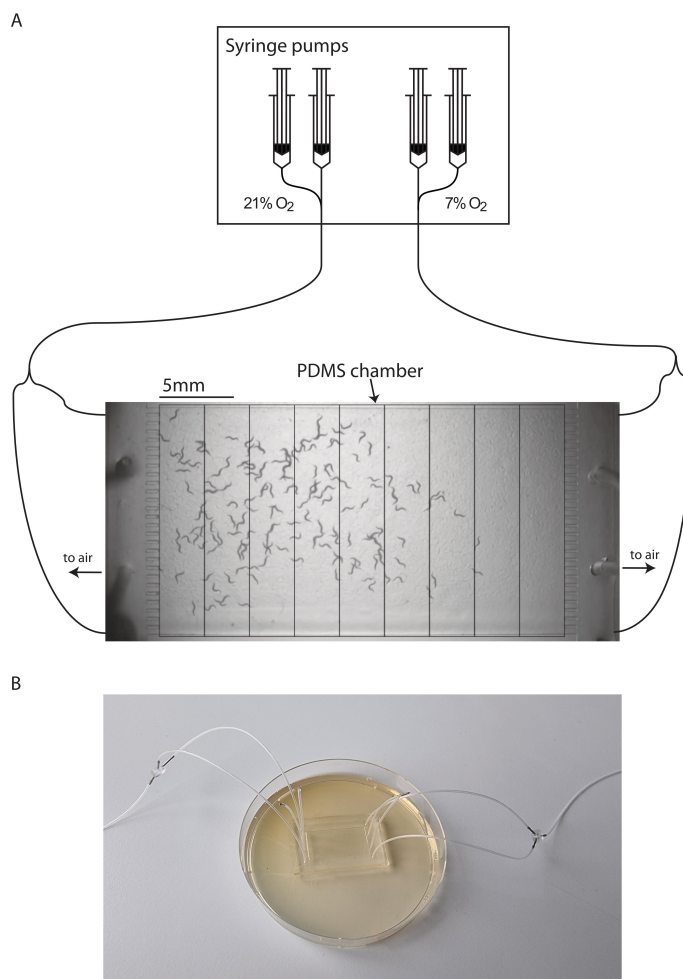 A
Syringe pumps
21% O2
7% O2
5mm
PDMS chamber
to air
to air
B